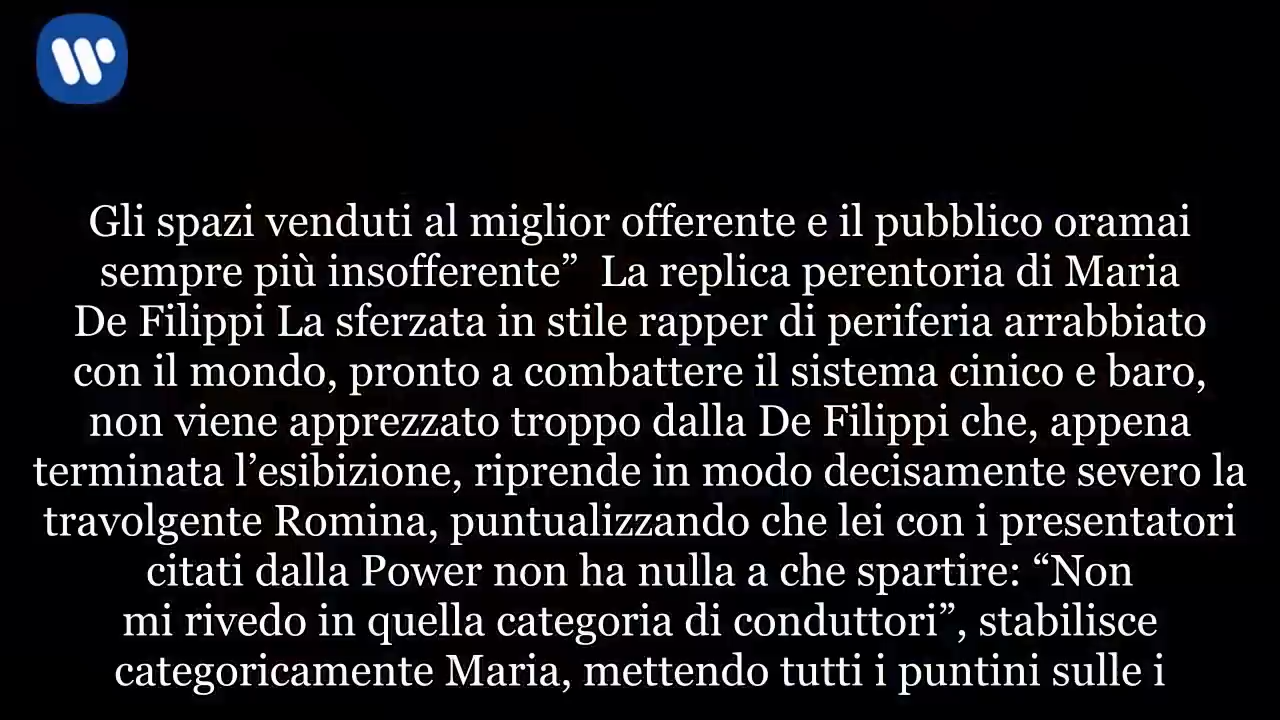 Gli spazi venduti al miglior offerente e il pubblico oramai
sempre più insofferente”  La replica perentoria di Maria
De Filippi La sferzata in stile rapper di periferia arrabbiato
con il mondo, pronto a combattere il sistema cinico e baro,
non viene apprezzato troppo dalla De Filippi che, appena
terminata l’esibizione, riprende in modo decisamente severo la
travolgente Romina, puntualizzando che lei con i presentatori
citati dalla Power non ha nulla a che spartire: “Non
mi rivedo in quella categoria di conduttori”, stabilisce
categoricamente Maria, mettendo tutti i puntini sulle i